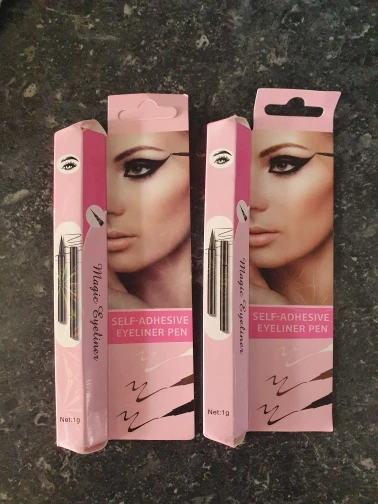 Magic Eyeliner
Net:1g
SELF-ADHESIVE
EYELINER PEN
Magic Eyeliner
Net:1g
SELF-ADHESIVE
EYELINER PEN